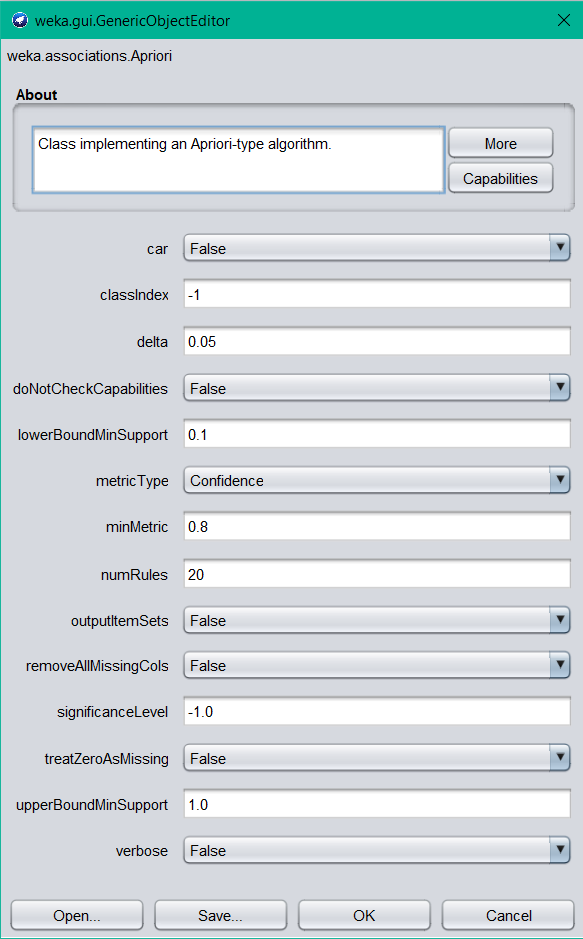 weka.gui.GenericObjectEditor
weka.associations.Apriori
About
Class implementing an Apriori-type algorithm.
More
Capabilities
car False
classIndex -1
delta 0.05
doNotCheckCapabilities False
lowerBoundMinSupport 0.1
metricType Confidence
minMetric 0.8
numRules 20
outputItemSets False
removeAllMissingCols False
significanceLevel -1.0
treatZeroAsMissing False
upperBoundMinSupport 1.0
verbose False
Open... Save... OK Cancel